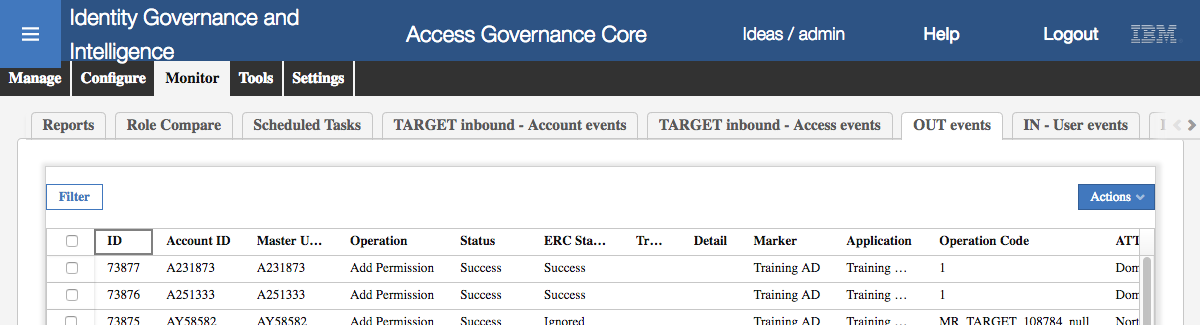 Identity Governance and
Intelligence
Access Governance Core
Ideas / admin
Help
Logout
IBM
Manage Configure Monitor Tools Settings
Reports Role Compare Scheduled Tasks TARGET inbound - Account events TARGET inbound - Access events OUT events IN - User events
Filter
Actions
ID Account ID Master U... Operation Status ERC Sta... Tr... Detail Marker Application Operation Code ATT
73877 A231873 A231873 Add Permission Success Success Training AD Training ... 1 Dom
73876 A251333 A251333 Add Permission Success Success Training AD Training ... 1 Dom
73875 AY58582 AY58582 Add Permission Success Ignored Training AD Training ... MR_TARGET_108784_null Nort